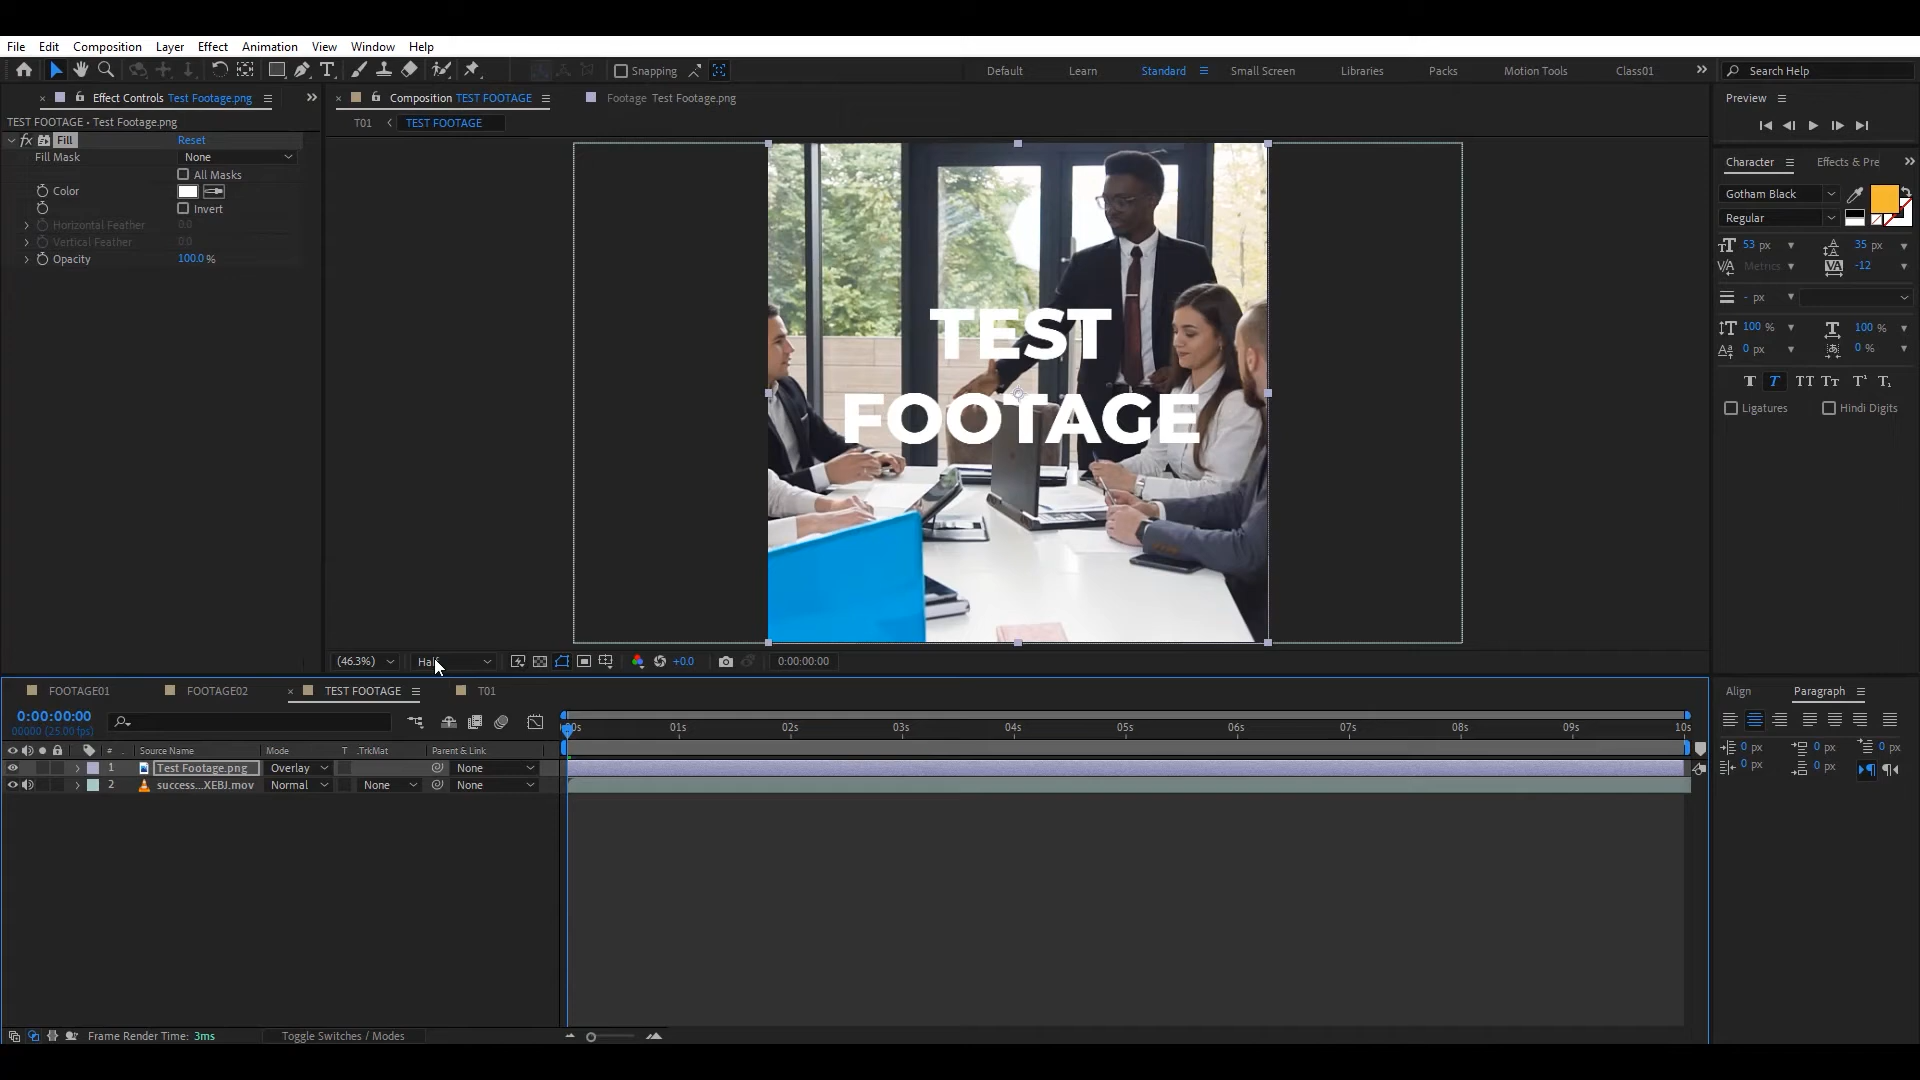 File Edit Composition Layer Effect Animation View Window Help
Snapping Default Learn Standard Small Screen Libraries Packs Motion Tools Class01 Search Help
Effect Controls Test Footage.png
Composition TEST FOOTAGE
Footage Test Footage.png
Preview
TEST FOOTAGE • Test Footage.png
T01 TEST FOOTAGE
fx Fill Reset
Fill Mask None
All Masks
Color
Invert
Horizontal Feather 0.0
Vertical Feather 0.0
Opacity 100.0 %
TEST
FOOTAGE
Character Effects & Pre
Gotham Black
Regular
53 px 35 px
Metrics -12
- px
100 % 100 %
0 px 0 %
Ligatures Hindi Digits
(46.3%) Half +0.0 0:00:00:00
FOOTAGE01 FOOTAGE02 TEST FOOTAGE T01
0:00:00:00
00000 (25.00 fps)
01s 02s 03s 04s 05s 06s 07s 08s 09s 10s
# Source Name Mode T .TrkMat Parent & Link
1 Test Footage.png Overlay None
2 success...XEBJ.mov Normal None None
Align Paragraph
0 px 0 px 0 px
0 px 0 px
Frame Render Time: 3ms Toggle Switches / Modes